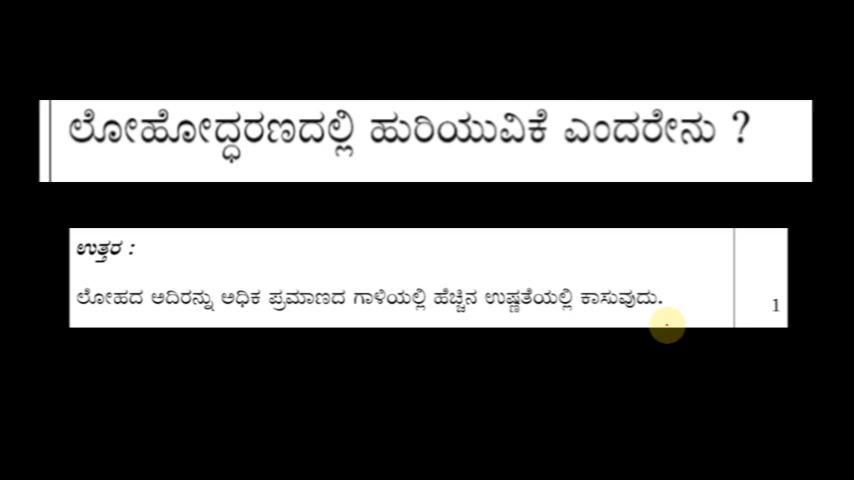 ಲೋಹೋದ್ಧರಣದಲ್ಲಿ ಹುರಿಯುವಿಕೆ ಎಂದರೇನು ?
ಉತ್ತರ :
ಲೋಹದ ಅದಿರನ್ನು ಅಧಿಕ ಪ್ರಮಾಣದ ಗಾಳಿಯಲ್ಲಿ ಹೆಚ್ಚಿನ ಉಷ್ಣತೆಯಲ್ಲಿ ಕಾಸುವುದು.
1